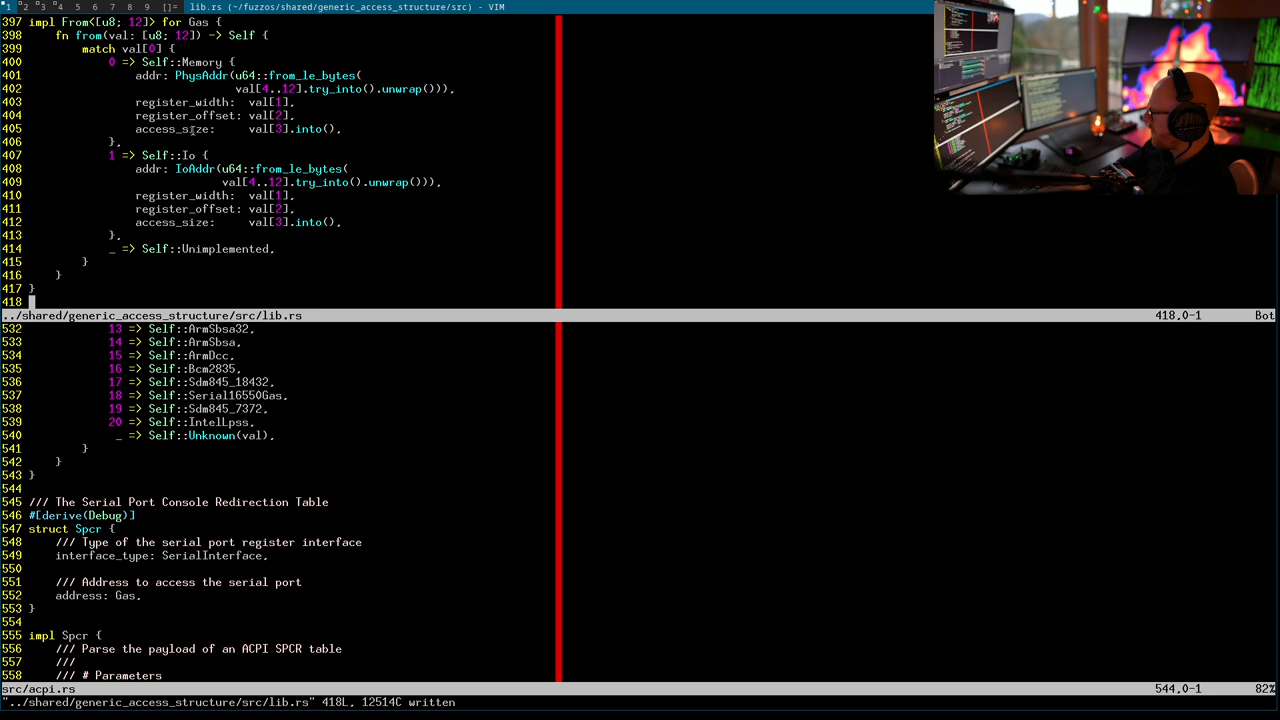 1 2 3 4 5 6 7 8 9 []= lib.rs (~/fuzzos/shared/generic_access_structure/src) - VIM
397 impl From<[u8; 12]> for Gas {
398     fn from(val: [u8; 12]) -> Self {
399         match val[0] {
400             0 => Self::Memory {
401                 addr: PhysAddr(u64::from_le_bytes(
402                                val[4..12].try_into().unwrap())),
403                 register_width:  val[1],
404                 register_offset: val[2],
405                 access_size:     val[3].into(),
406             },
407             1 => Self::Io {
408                 addr: IoAddr(u64::from_le_bytes(
409                              val[4..12].try_into().unwrap())),
410                 register_width:  val[1],
411                 register_offset: val[2],
412                 access_size:     val[3].into(),
413             },
414             _ => Self::Unimplemented,
415         }
416     }
417 }
418
../shared/generic_access_structure/src/lib.rs 418,0-1 Bot
532             13 => Self::ArmSbsa32,
533             14 => Self::ArmSbsa,
534             15 => Self::ArmDcc,
535             16 => Self::Bcm2835,
536             17 => Self::Sdm845_18432,
537             18 => Self::Serial16550Gas,
538             19 => Self::Sdm845_7372,
539             20 => Self::IntelLpss,
540              _ => Self::Unknown(val),
541         }
542     }
543 }
544
545 /// The Serial Port Console Redirection Table
546 #[derive(Debug)]
547 struct Spcr {
548     /// Type of the serial port register interface
549     interface_type: SerialInterface,
550
551     /// Address to access the serial port
552     address: Gas,
553 }
554
555 impl Spcr {
556     /// Parse the payload of an ACPI SPCR table
557     ///
558     /// # Parameters
src/acpi.rs 544,0-1 82%
"../shared/generic_access_structure/src/lib.rs" 418L, 12514C written